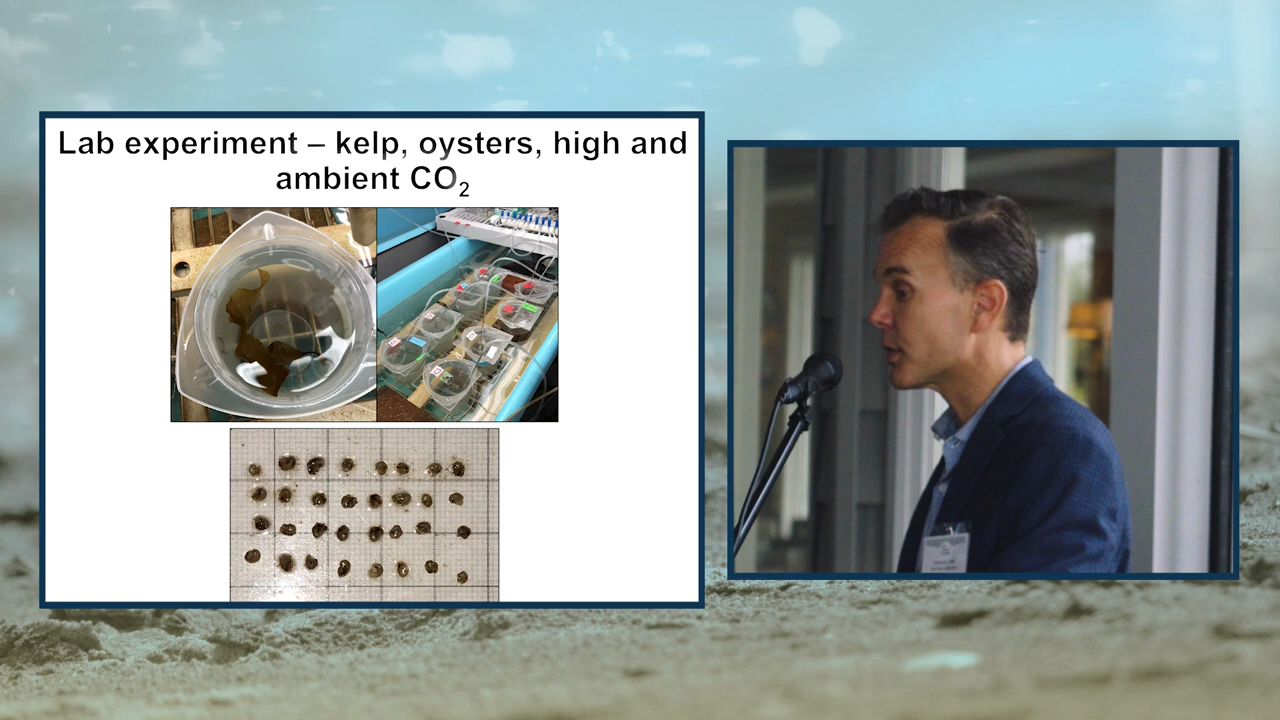 Lab experiment – kelp, oysters, high and
ambient CO₂